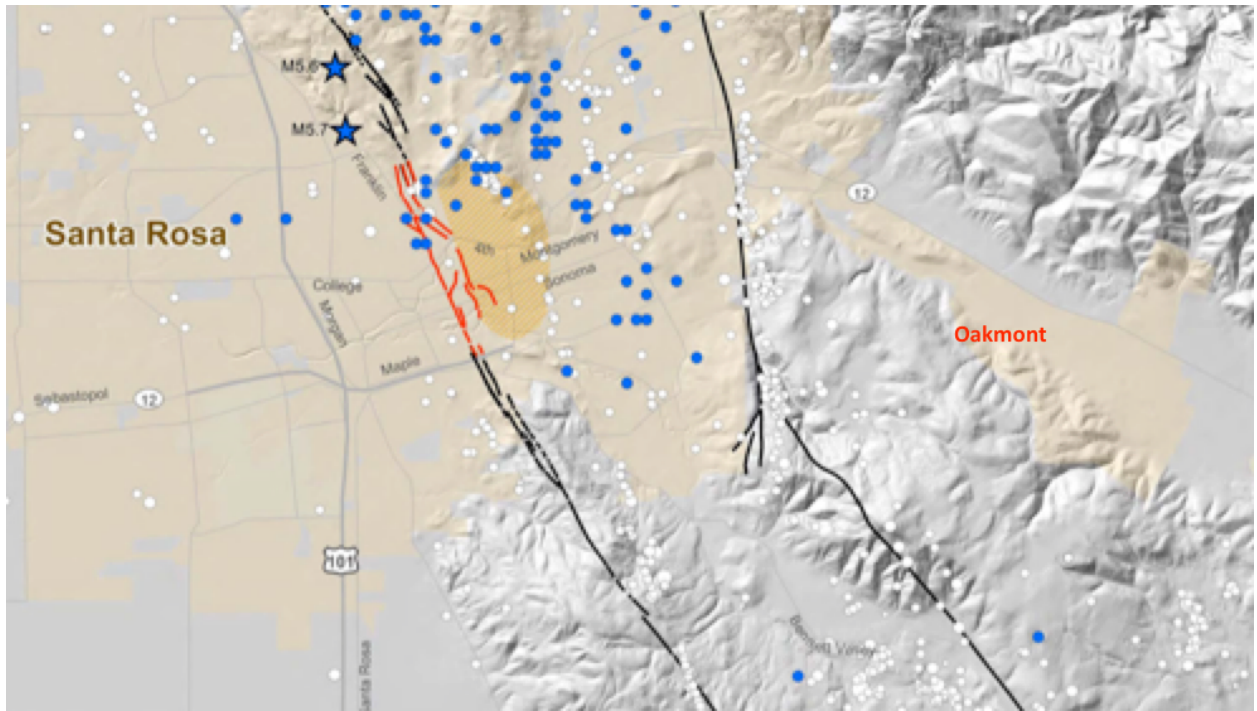 M5.6
M5.7
Franklin
12
Santa Rosa
4th
Montgomery
Sonoma
College
Morgan
Oakmont
Maple
Sebastopol
12
101
Bennett Valley
Santa Rosa